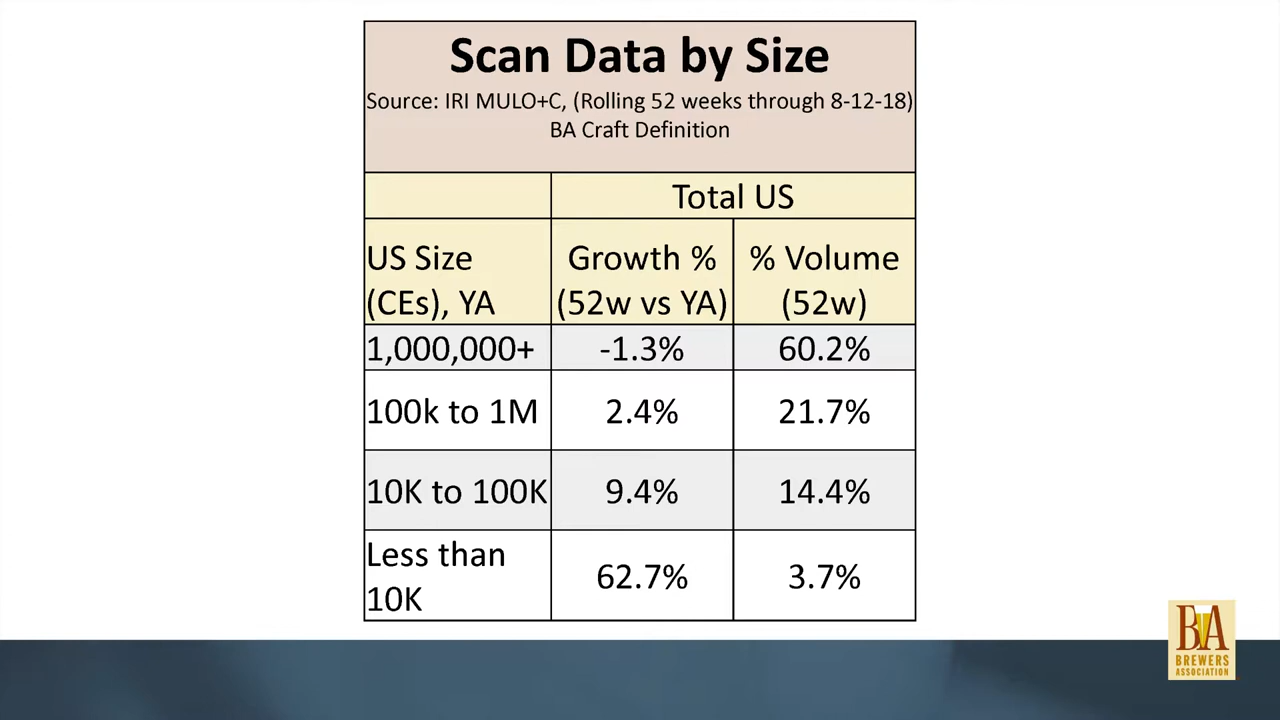 Scan Data by Size
Source: IRI MULO+C, (Rolling 52 weeks through 8-12-18)
BA Craft Definition
Total US
US Size (CEs), YA
Growth % (52w vs YA)
% Volume (52w)
1,000,000+ -1.3% 60.2%
100k to 1M 2.4% 21.7%
10K to 100K 9.4% 14.4%
Less than 10K 62.7% 3.7%
BA
BREWERS
ASSOCIATION